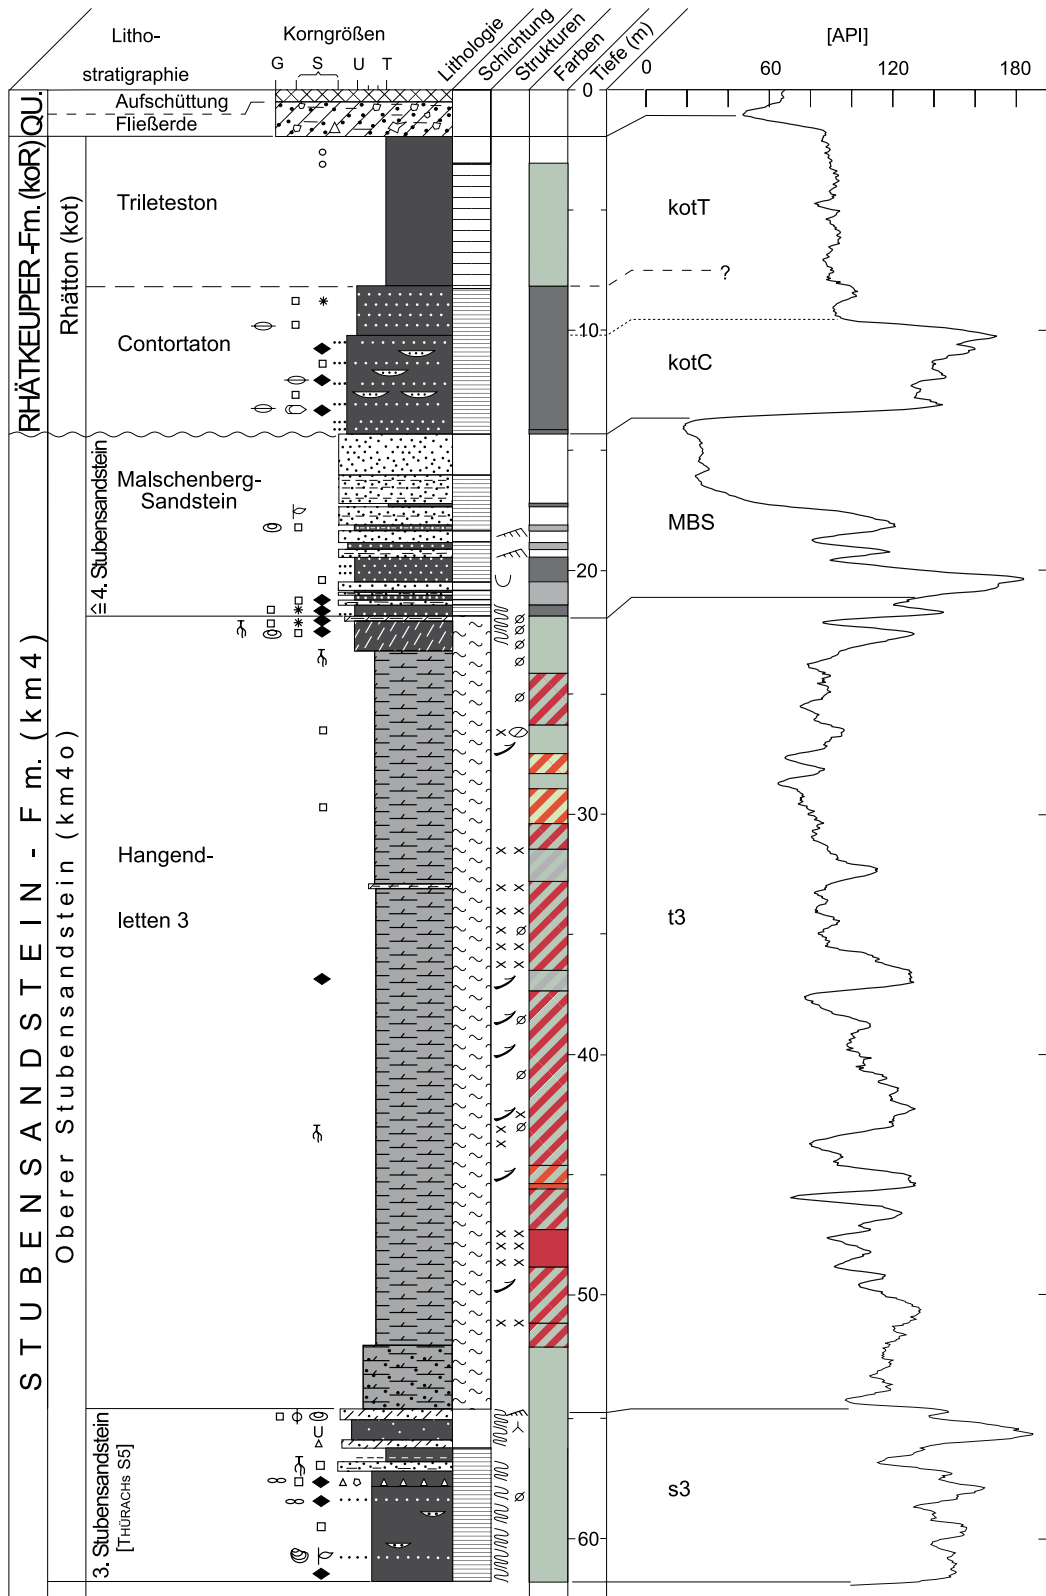 Litho-
stratigraphie
Korngrößen
G S U T
Lithologie
Schichtung
Strukturen
Farben
Tiefe (m)
[API]
0 60 120 180
0
10
20
30
40
50
60
QU.
Aufschüttung
Fließerde
RHÄTKEUPER-Fm. (koR)
Rhätton (kot)
Trileteston
Contortaton
STUBENSANDSTEIN-Fm. (km4)
Oberer Stubensandstein (km4o)
≙4. Stubensandstein
Malschenberg-
Sandstein
Hangend-
letten 3
3. Stubensandstein
[THÜRACHs S5]
kotT
?
kotC
MBS
t3
s3